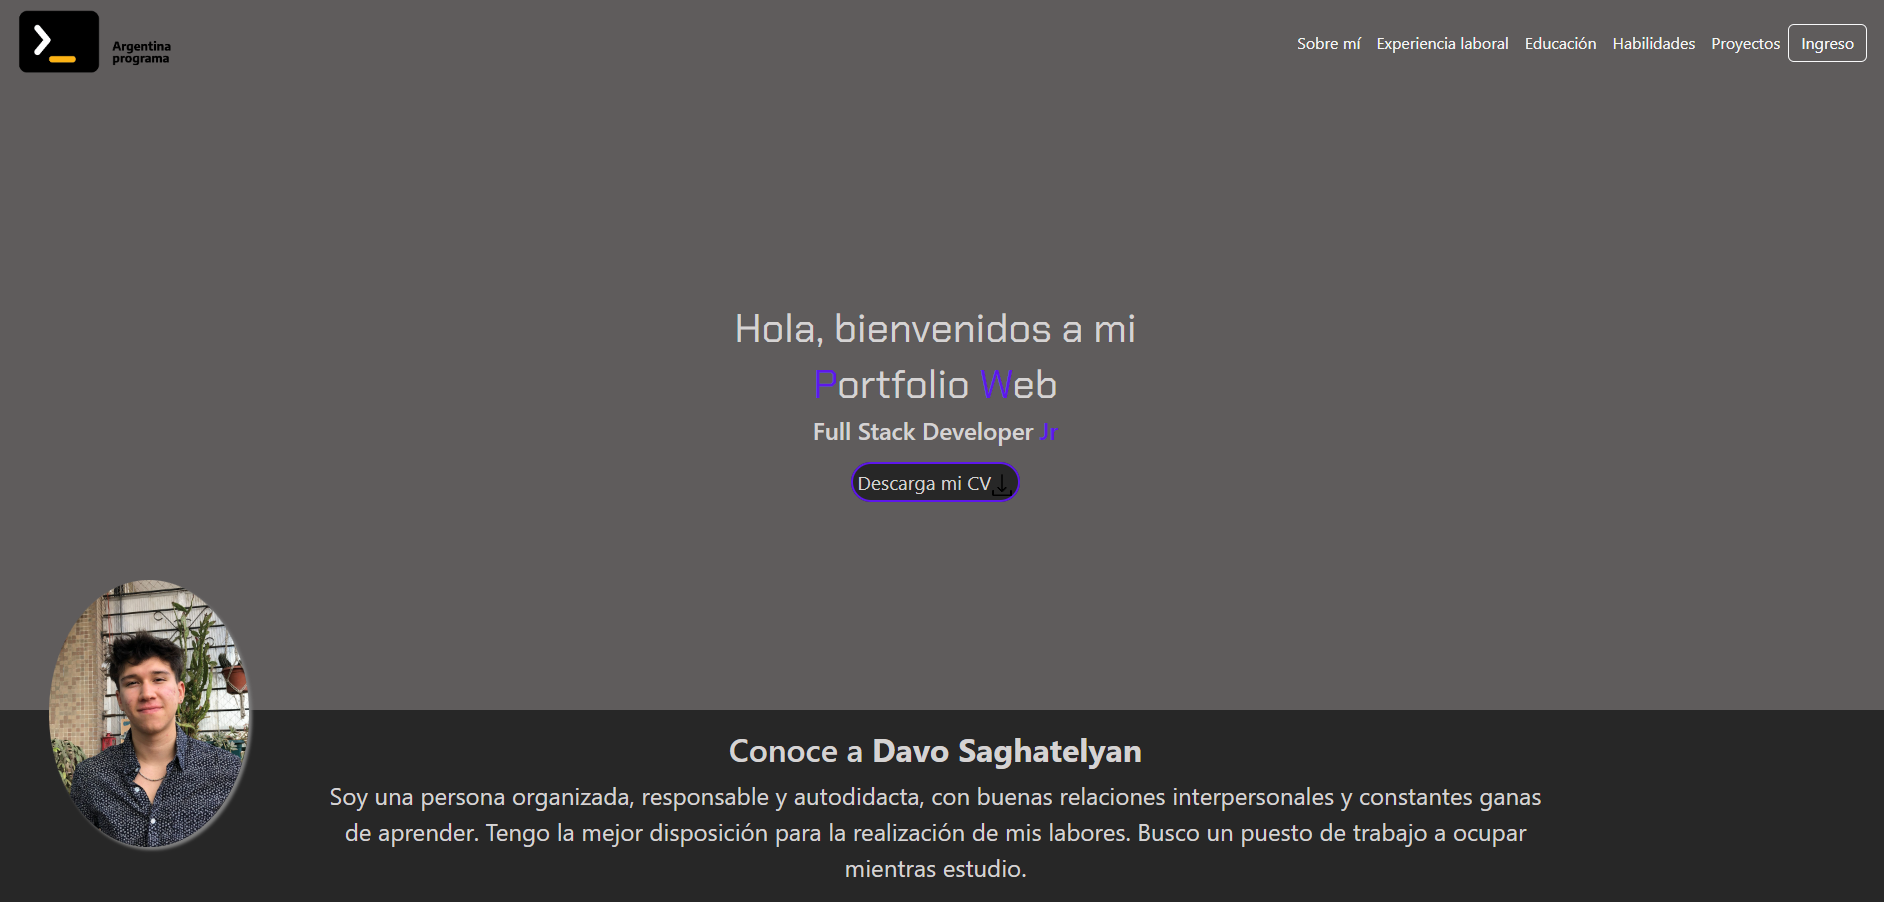 Argentina
programa
Sobre mí Experiencia laboral Educación Habilidades Proyectos Ingreso
Hola, bienvenidos a mi
Portfolio Web
Full Stack Developer Jr
Descarga mi CV
Conoce a Davo Saghatelyan
Soy una persona organizada, responsable y autodidacta, con buenas relaciones interpersonales y constantes ganas
de aprender. Tengo la mejor disposición para la realización de mis labores. Busco un puesto de trabajo a ocupar
mientras estudio.